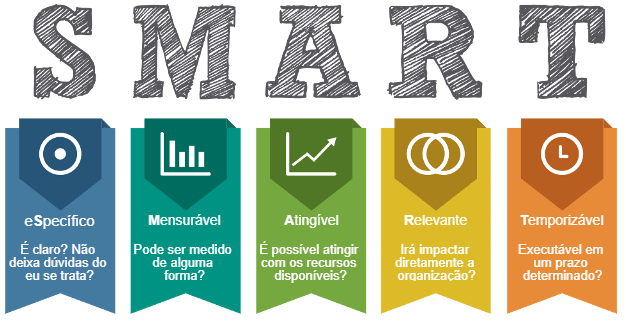 SMART
eSpecífico
É claro? Não
deixa dúvidas do
eu se trata?
Mensurável
Pode ser medido
de alguma
forma?
Atingível
É possível atingir
com os recursos
disponíveis?
Relevante
Irá impactar
diretamente a
organização?
Temporizável
Executável em
um prazo
determinado?